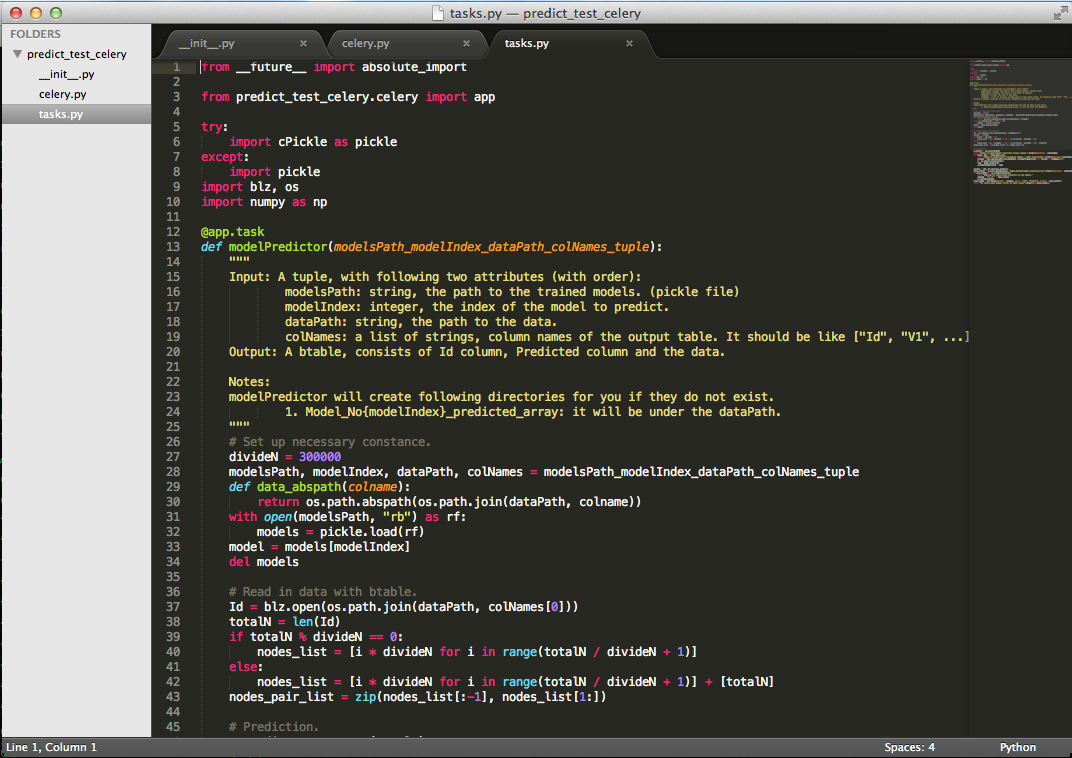 tasks.py — predict_test_celery
FOLDERS
predict_test_celery
__init__.py
celery.py
tasks.py
__init__.py × celery.py × tasks.py ×
1 from __future__ import absolute_import
2
3 from predict_test_celery.celery import app
4
5 try:
6     import cPickle as pickle
7 except:
8     import pickle
9 import blz, os
10 import numpy as np
11
12 @app.task
13 def modelPredictor(modelsPath_modelIndex_dataPath_colNames_tuple):
14     """
15     Input: A tuple, with following two attributes (with order):
16             modelsPath: string, the path to the trained models. (pickle file)
17             modelIndex: integer, the index of the model to predict.
18             dataPath: string, the path to the data.
19             colNames: a list of strings, column names of the output table. It should be like ["Id", "V1", ...]
20     Output: A btable, consists of Id column, Predicted column and the data.
21
22     Notes:
23     modelPredictor will create following directories for you if they do not exist.
24             1. Model_No{modelIndex}_predicted_array: it will be under the dataPath.
25     """
26     # Set up necessary constance.
27     divideN = 300000
28     modelsPath, modelIndex, dataPath, colNames = modelsPath_modelIndex_dataPath_colNames_tuple
29     def data_abspath(colname):
30         return os.path.abspath(os.path.join(dataPath, colname))
31     with open(modelsPath, "rb") as rf:
32         models = pickle.load(rf)
33     model = models[modelIndex]
34     del models
35
36     # Read in data with btable.
37     Id = blz.open(os.path.join(dataPath, colNames[0]))
38     totalN = len(Id)
39     if totalN % divideN == 0:
40         nodes_list = [i * divideN for i in range(totalN / divideN + 1)]
41     else:
42         nodes_list = [i * divideN for i in range(totalN / divideN + 1)] + [totalN]
43     nodes_pair_list = zip(nodes_list[:-1], nodes_list[1:])
44
45     # Prediction.
Line 1, Column 1
Spaces: 4
Python